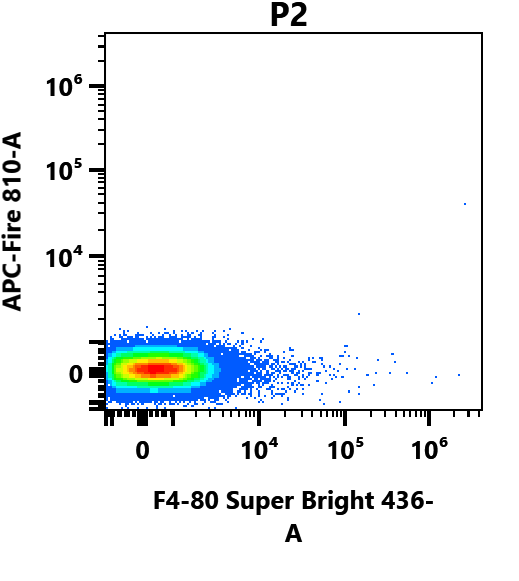 P2
10⁶
10⁵
10⁴
0
APC-Fire 810-A
0
10⁴
10⁵
10⁶
F4-80 Super Bright 436-
A